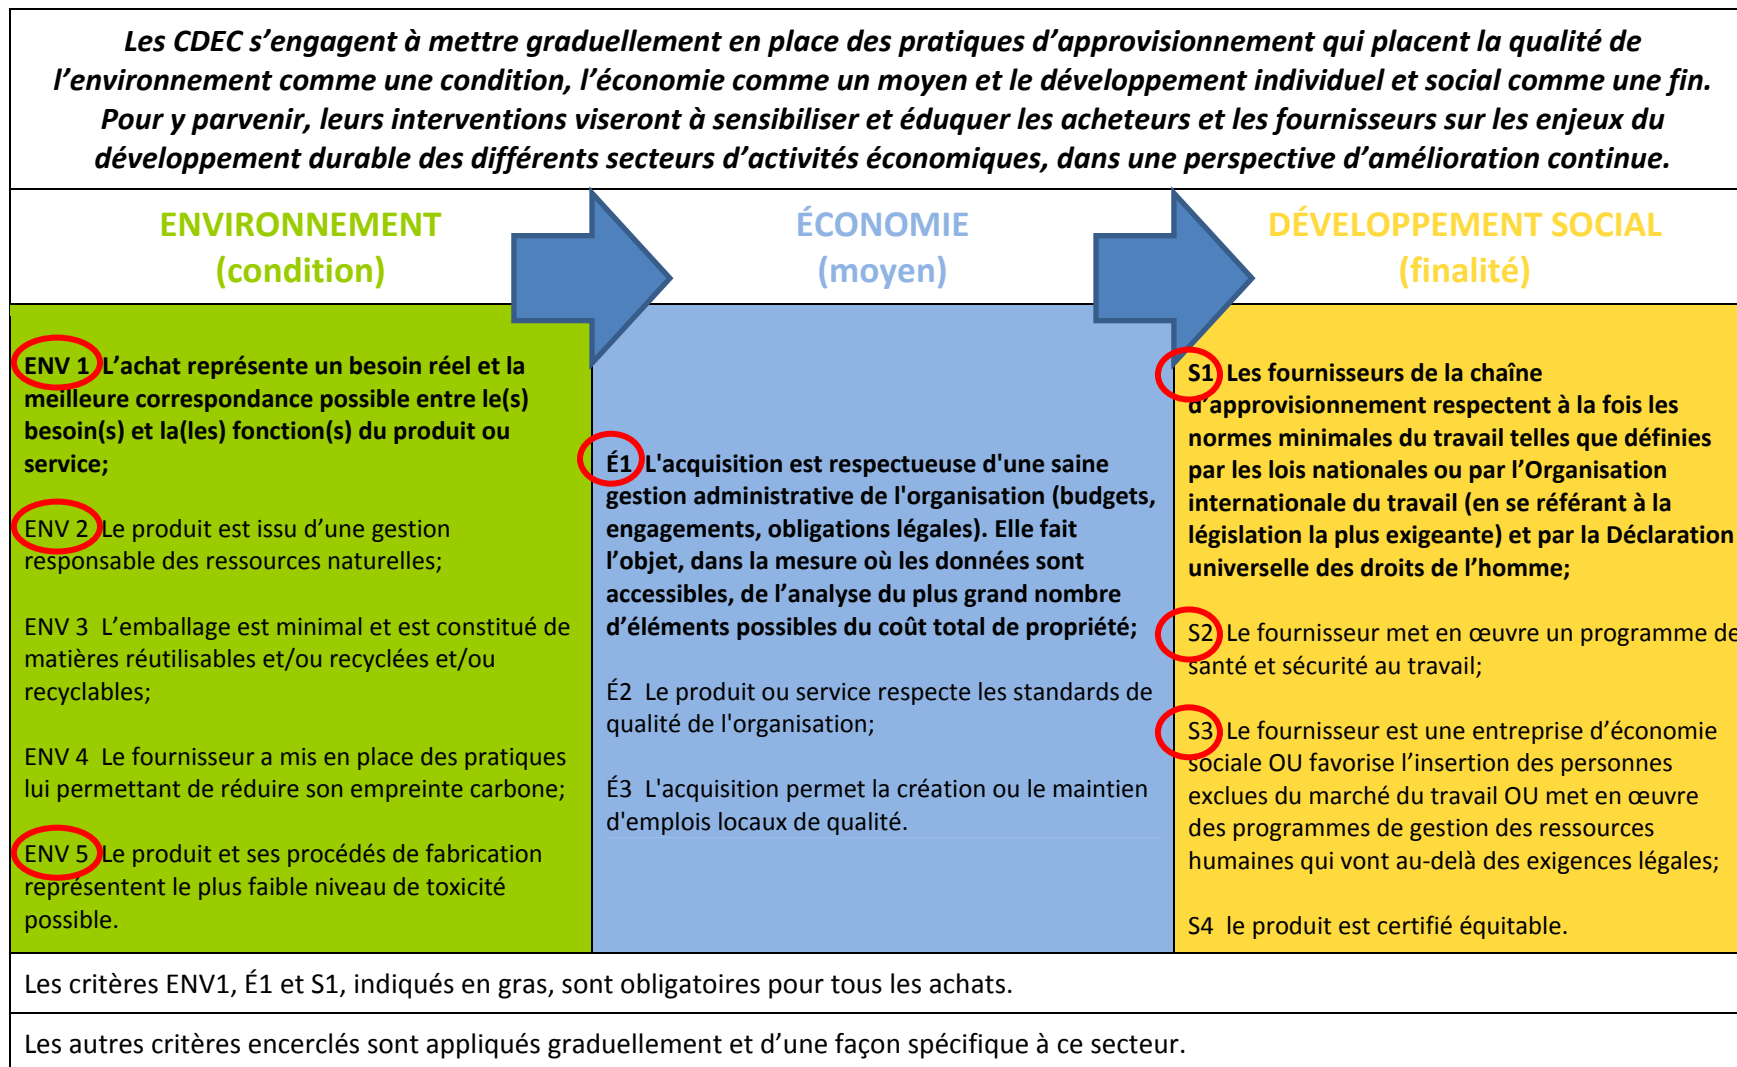 Les CDEC s’engagent à mettre graduellement en place des pratiques d’approvisionnement qui placent la qualité de
l’environnement comme une condition, l’économie comme un moyen et le développement individuel et social comme une fin.
Pour y parvenir, leurs interventions viseront à sensibiliser et éduquer les acheteurs et les fournisseurs sur les enjeux du
développement durable des différents secteurs d’activités économiques, dans une perspective d’amélioration continue.
ENVIRONNEMENT
(condition)
ÉCONOMIE
(moyen)
DÉVELOPPEMENT SOCIAL
(finalité)
ENV 1 L’achat représente un besoin réel et la
meilleure correspondance possible entre le(s)
besoin(s) et la(les) fonction(s) du produit ou
service;
ENV 2 Le produit est issu d’une gestion
responsable des ressources naturelles;
ENV 3 L’emballage est minimal et est constitué de
matières réutilisables et/ou recyclées et/ou
recyclables;
ENV 4 Le fournisseur a mis en place des pratiques
lui permettant de réduire son empreinte carbone;
ENV 5 Le produit et ses procédés de fabrication
représentent le plus faible niveau de toxicité
possible.
É1 L'acquisition est respectueuse d'une saine
gestion administrative de l'organisation (budgets,
engagements, obligations légales). Elle fait
l’objet, dans la mesure où les données sont
accessibles, de l’analyse du plus grand nombre
d’éléments possibles du coût total de propriété;
É2 Le produit ou service respecte les standards de
qualité de l'organisation;
É3 L'acquisition permet la création ou le maintien
d'emplois locaux de qualité.
S1 Les fournisseurs de la chaîne
d’approvisionnement respectent à la fois les
normes minimales du travail telles que définies
par les lois nationales ou par l’Organisation
internationale du travail (en se référant à la
législation la plus exigeante) et par la Déclaration
universelle des droits de l’homme;
S2 Le fournisseur met en œuvre un programme de
santé et sécurité au travail;
S3 Le fournisseur est une entreprise d’économie
sociale OU favorise l’insertion des personnes
exclues du marché du travail OU met en œuvre
des programmes de gestion des ressources
humaines qui vont au-delà des exigences légales;
S4 le produit est certifié équitable.
Les critères ENV1, É1 et S1, indiqués en gras, sont obligatoires pour tous les achats.
Les autres critères encerclés sont appliqués graduellement et d’une façon spécifique à ce secteur.